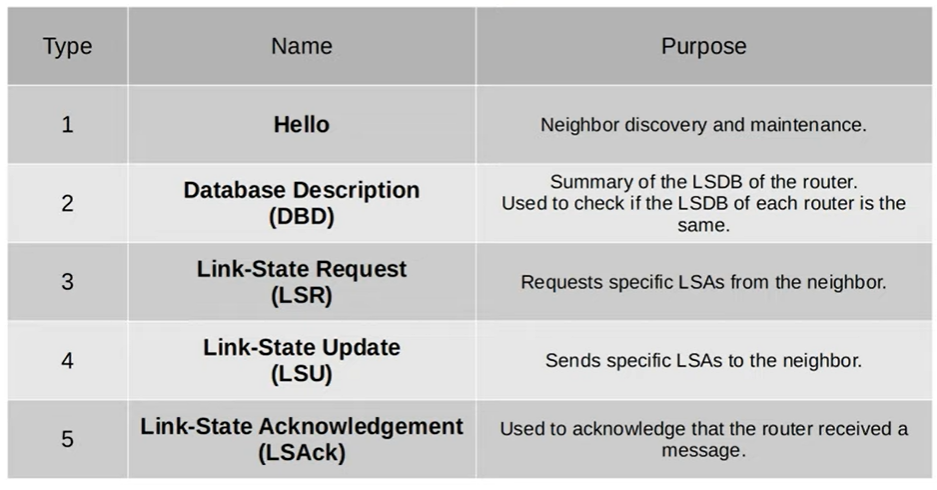 Type Name Purpose
1 Hello Neighbor discovery and maintenance.
2 Database Description
(DBD) Summary of the LSDB of the router.
Used to check if the LSDB of each router is the
same.
3 Link-State Request
(LSR) Requests specific LSAs from the neighbor.
4 Link-State Update
(LSU) Sends specific LSAs to the neighbor.
5 Link-State Acknowledgement
(LSAck) Used to acknowledge that the router received a
message.